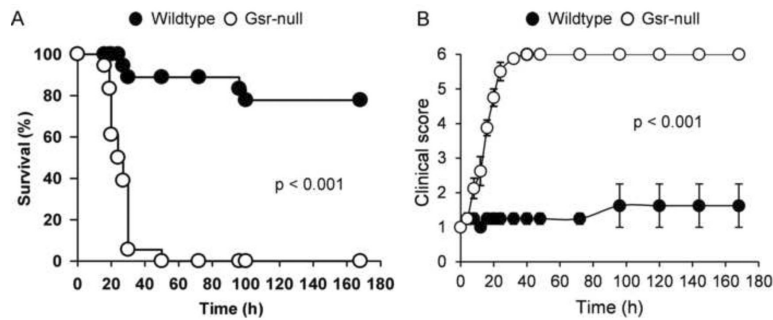 A
Wildtype Gsr-null
100
80
60
40
20
0
Survival (%)
p < 0.001
0 20 40 60 80 100 120 140 160 180
Time (h)
B
Wildtype Gsr-null
6
5
4
3
2
1
0
Clinical score
p < 0.001
0 20 40 60 80 100 120 140 160 180
Time (h)